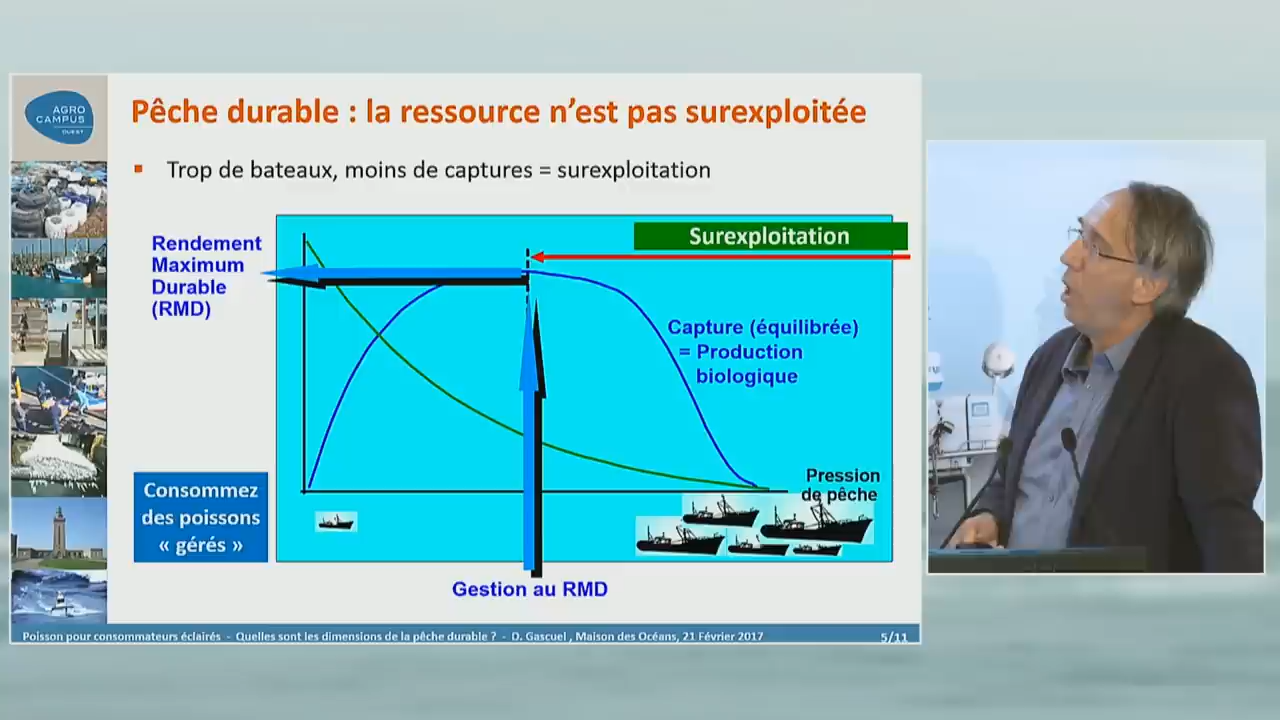 AGRO
CAMPUS
OUEST
Pêche durable : la ressource n'est pas surexploitée
Trop de bateaux, moins de captures = surexploitation
Rendement
Maximum
Durable
(RMD)
Surexploitation
Capture (équilibrée)
= Production
biologique
Pression
de pêche
Consommez
des poissons
« gérés »
Gestion au RMD
Poisson pour consommateurs éclairés - Quelles sont les dimensions de la pêche durable ? - D. Gascuel , Maison des Océans, 21 Février 2017
5/11